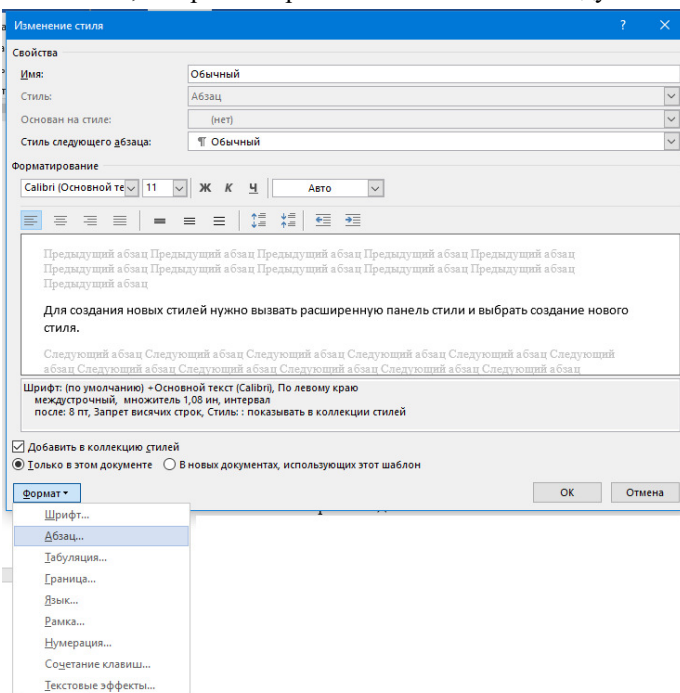 Изменение стиля ? ×
Свойства
Имя: Обычный
Стиль: Абзац
Основан на стиле: (нет)
Стиль следующего абзаца: ¶ Обычный
Форматирование
Calibri (Основной те 11 Ж К Ч Авто
Предыдущий абзац Предыдущий абзац Предыдущий абзац Предыдущий абзац Предыдущий абзац
Предыдущий абзац Предыдущий абзац Предыдущий абзац Предыдущий абзац Предыдущий абзац
Предыдущий абзац
Для создания новых стилей нужно вызвать расширенную панель стили и выбрать создание нового
стиля.
Следующий абзац Следующий абзац Следующий абзац Следующий абзац Следующий абзац Следующий
абзац Следующий абзац Следующий абзац Следующий абзац Следующий абзац Следующий абзац
Шрифт: (по умолчанию) +Основной текст (Calibri), По левому краю
междустрочный, множитель 1,08 ин, интервал
после: 8 пт, Запрет висячих строк, Стиль: : показывать в коллекции стилей
Добавить в коллекцию стилей
Только в этом документе В новых документах, использующих этот шаблон
Формат ОК Отмена
Шрифт...
Абзац...
Табуляция...
Граница...
Язык...
Рамка...
Нумерация...
Сочетание клавиш...
Текстовые эффекты...